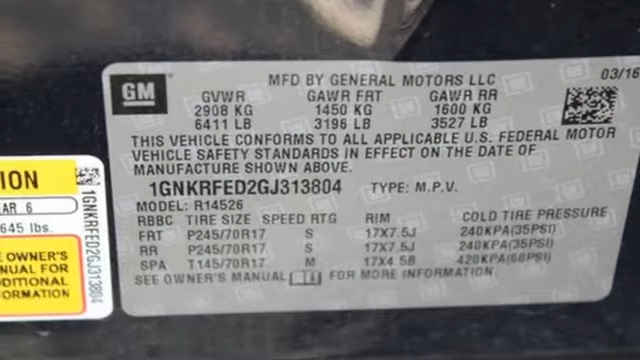 GM
MFD BY GENERAL MOTORS LLC 03/16
GVWR GAWR FRT GAWR RR
2908 KG 1450 KG 1600 KG
6411 LB 3196 LB 3527 LB
THIS VEHICLE CONFORMS TO ALL APPLICABLE U.S. FEDERAL MOTOR
VEHICLE SAFETY STANDARDS IN EFFECT ON THE DATE OF
MANUFACTURE SHOWN ABOVE.
1GNKRFED2GJ313804 TYPE: M.P.V.
MODEL: R14526
RBBC TIRE SIZE SPEED RTG RIM COLD TIRE PRESSURE
FRT P245/70R17 S 17X7.5J 240KPA(35PSI)
RR P245/70R17 S 17X7.5J 240KPA(35PSI)
SPA T145/70R17 M 17X4.5B 420KPA(60PSI)
SEE OWNER'S MANUAL FOR MORE INFORMATION.
TION
AR 6
645 lbs.
E OWNER'S
NUAL FOR
DDITIONAL
ORMATION
1GNKRFED2GJ313804